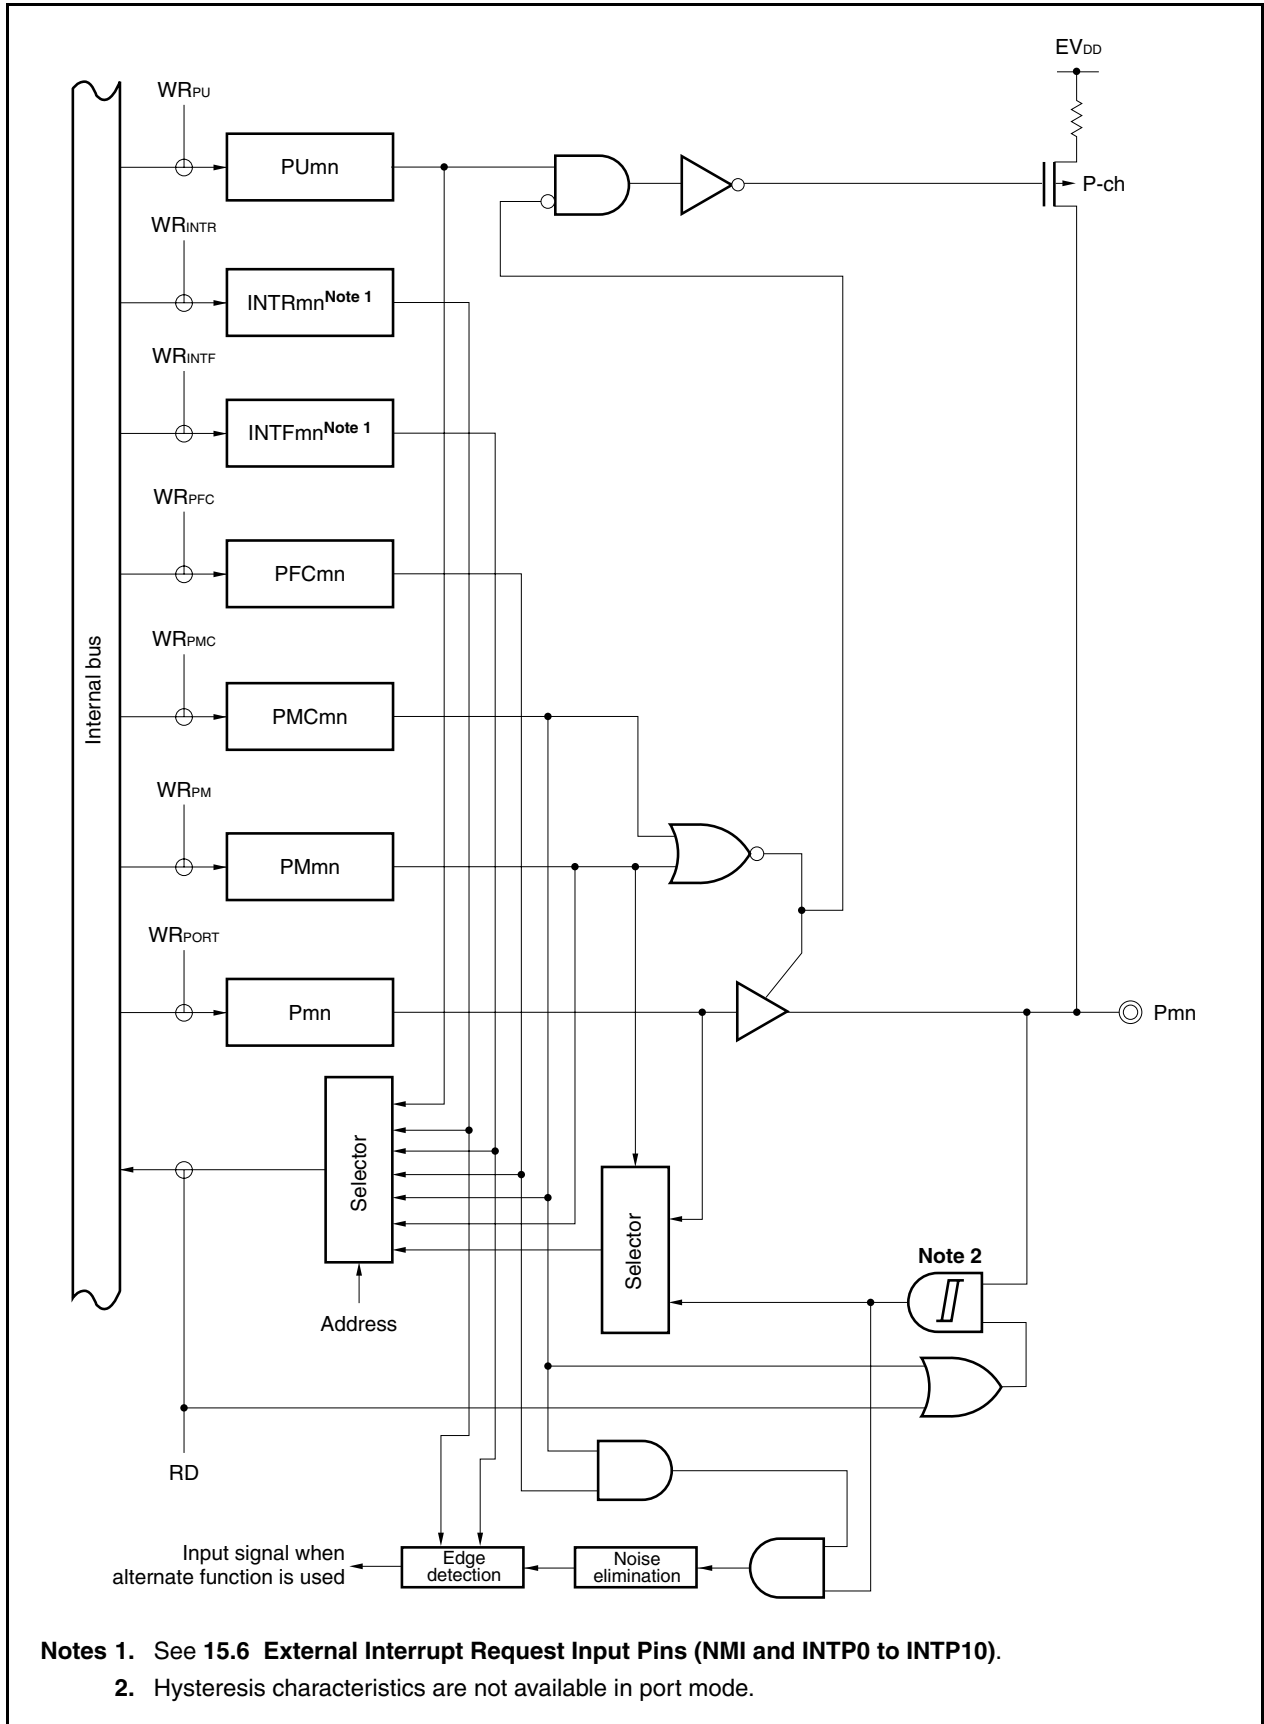 EVDD
WRPU
PUmn
P-ch
WRINTR
INTRmnNote 1
WRINTF
INTFmnNote 1
WRPFC
PFCmn
WRPMC
PMCmn
Internal bus
WRPM
PMmn
WRPORT
Pmn
Pmn
Selector
Selector
Note 2
Address
RD
Input signal when
alternate function is used
Edge
detection
Noise
elimination
Notes 1. See 15.6 External Interrupt Request Input Pins (NMI and INTP0 to INTP10).
2. Hysteresis characteristics are not available in port mode.